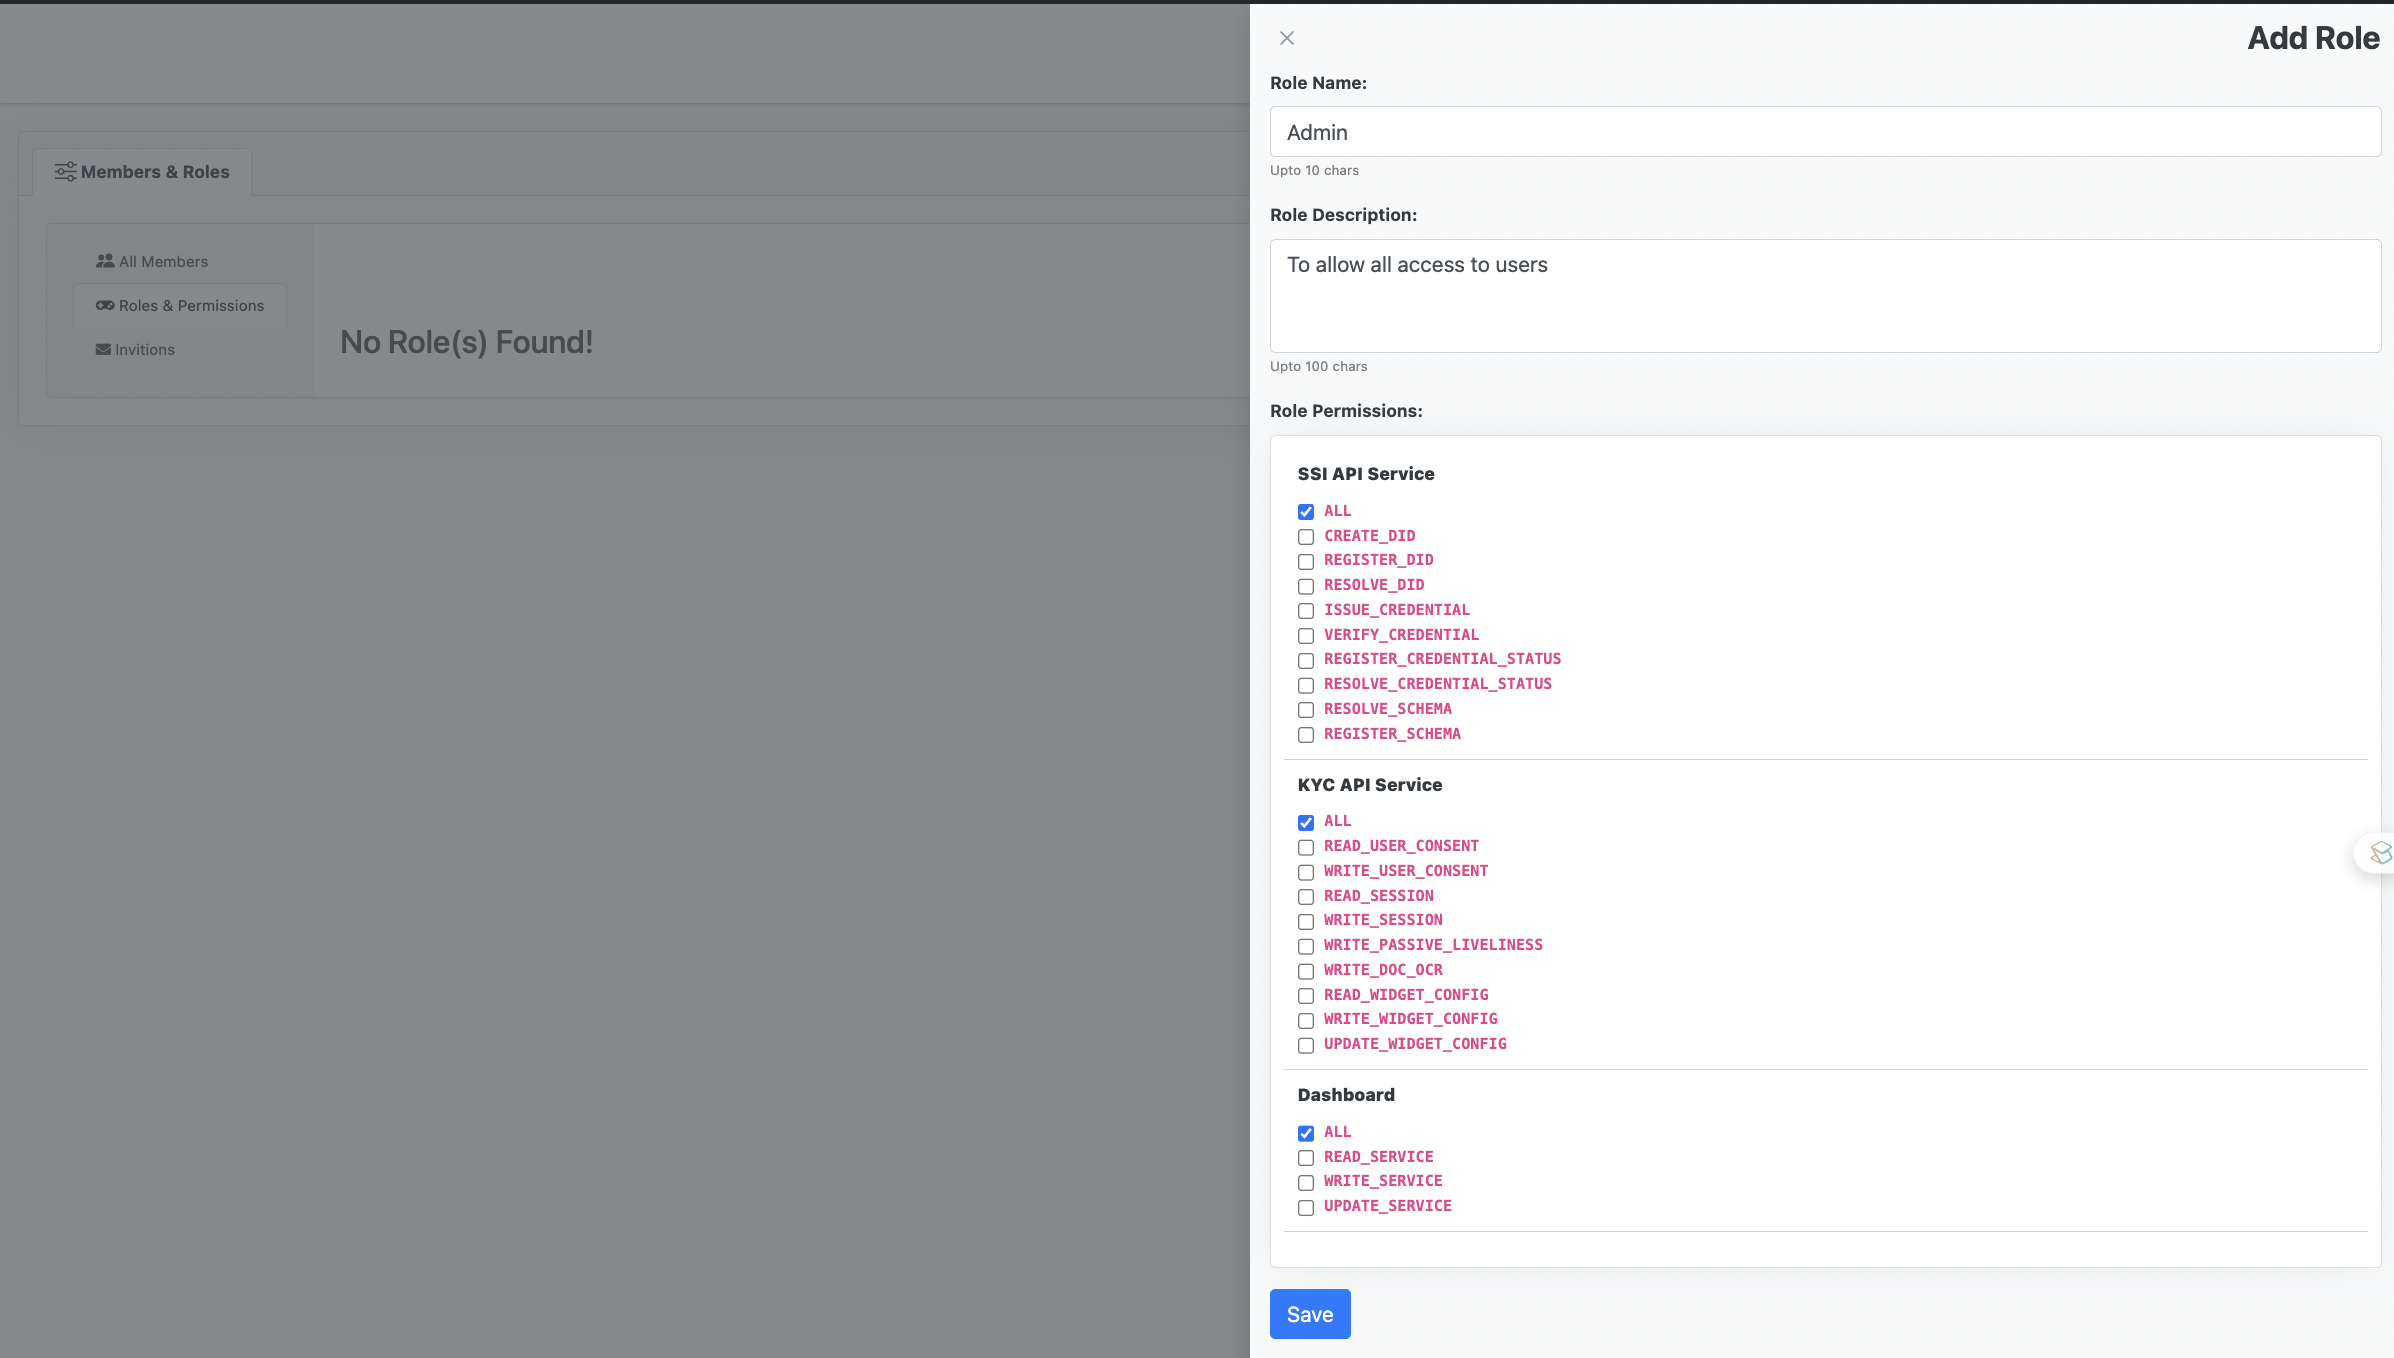 Members & Roles
All Members
Roles & Permissions
Invitions
No Role(s) Found!
Add Role
Role Name:
Admin
Upto 10 chars
Role Description:
To allow all access to users
Upto 100 chars
Role Permissions:
SSI API Service
ALL
CREATE_DID
REGISTER_DID
RESOLVE_DID
ISSUE_CREDENTIAL
VERIFY_CREDENTIAL
REGISTER_CREDENTIAL_STATUS
RESOLVE_CREDENTIAL_STATUS
RESOLVE_SCHEMA
REGISTER_SCHEMA
KYC API Service
ALL
READ_USER_CONSENT
WRITE_USER_CONSENT
READ_SESSION
WRITE_SESSION
WRITE_PASSIVE_LIVELINESS
WRITE_DOC_OCR
READ_WIDGET_CONFIG
WRITE_WIDGET_CONFIG
UPDATE_WIDGET_CONFIG
Dashboard
ALL
READ_SERVICE
WRITE_SERVICE
UPDATE_SERVICE
Save